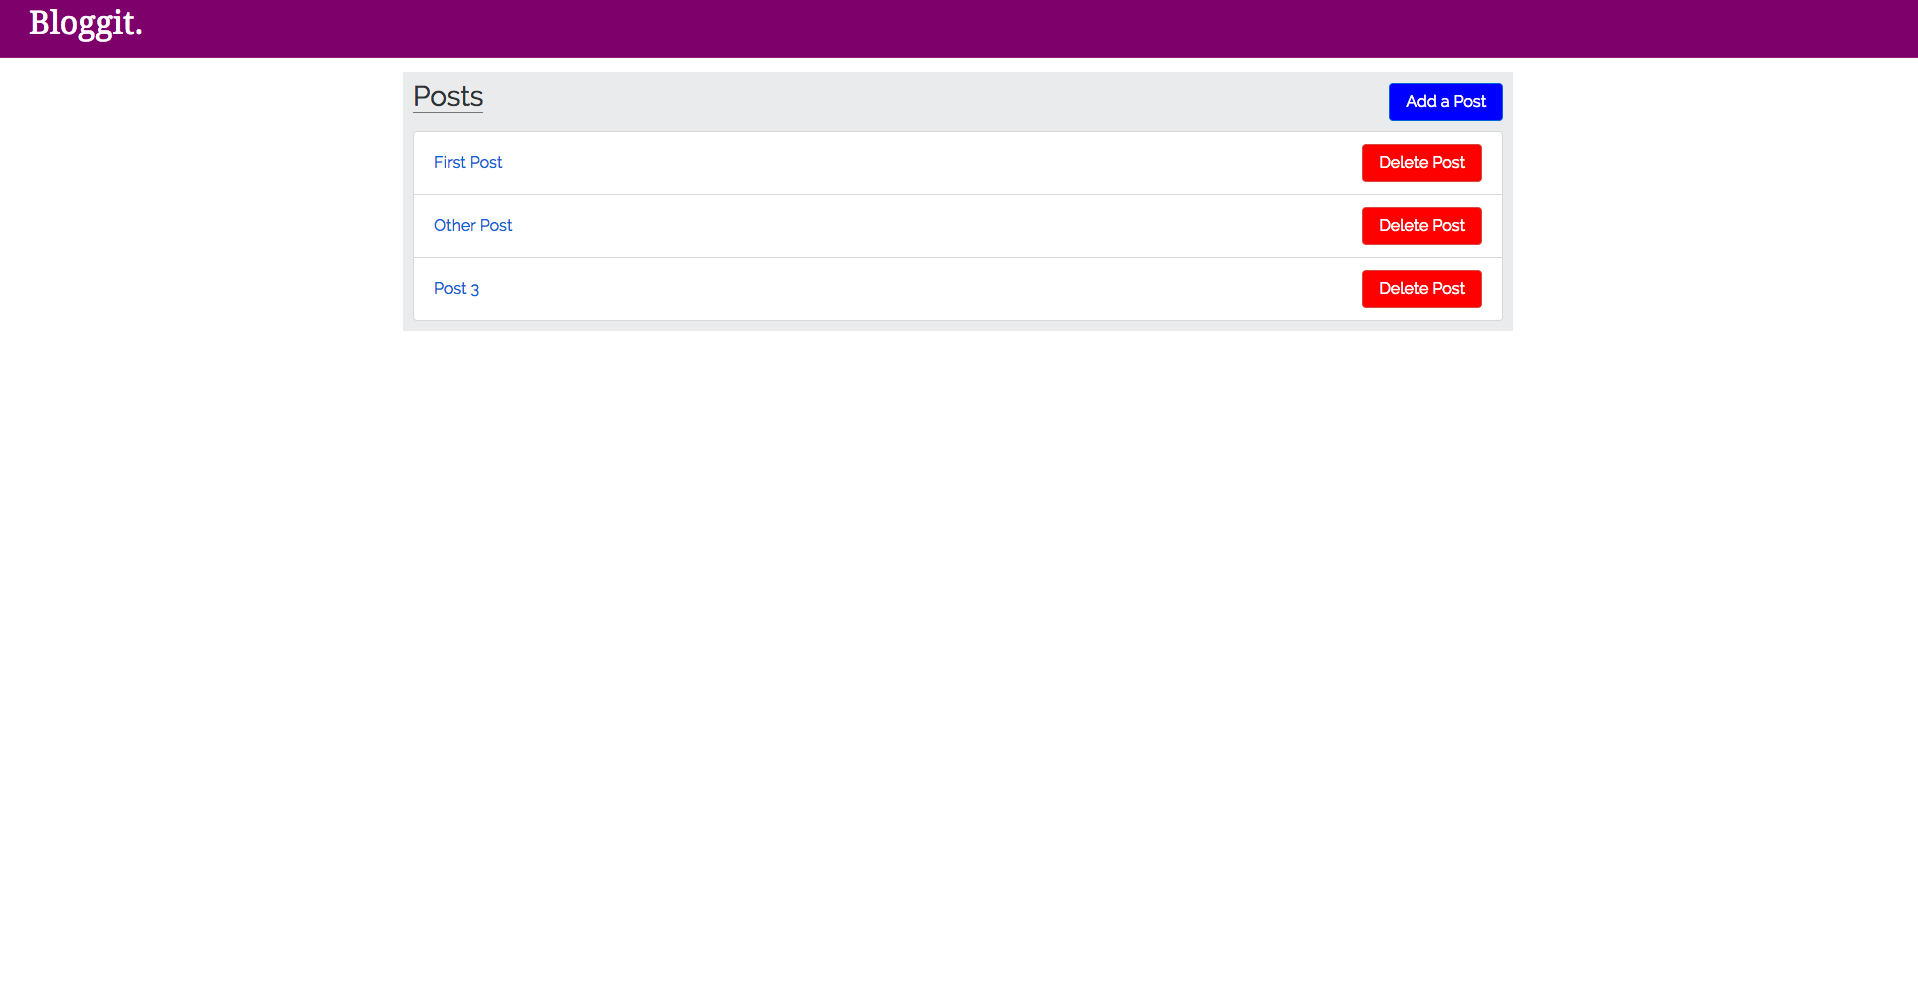 Bloggit.
Posts
Add a Post
First Post
Delete Post
Other Post
Delete Post
Post 3
Delete Post